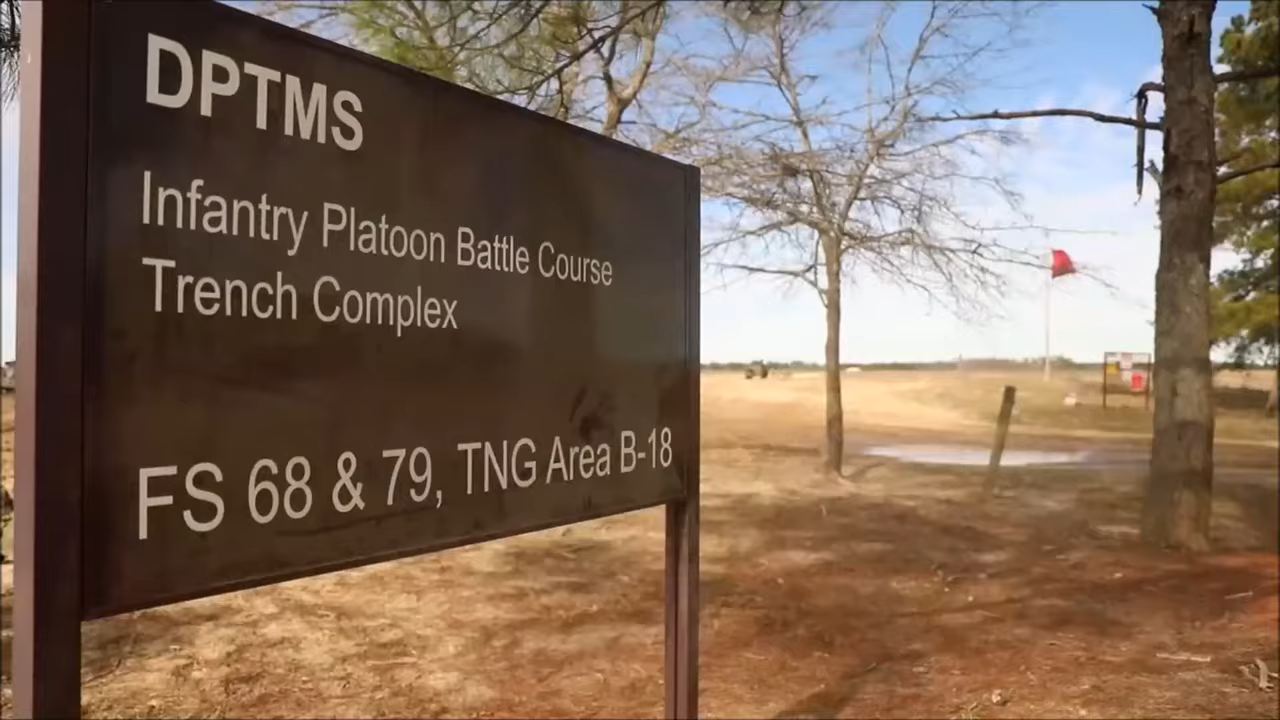 DPTMS
Infantry Platoon Battle Course
Trench Complex
FS 68 & 79, TNG Area B-18